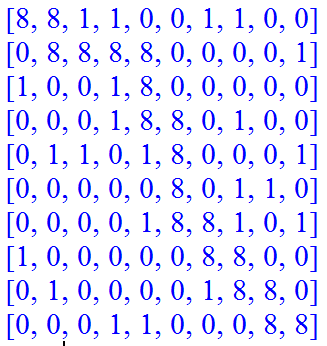 [8, 8, 1, 1, 0, 0, 1, 1, 0, 0]
[0, 8, 8, 8, 8, 0, 0, 0, 0, 1]
[1, 0, 0, 1, 8, 0, 0, 0, 0, 0]
[0, 0, 0, 1, 8, 8, 0, 1, 0, 0]
[0, 1, 1, 0, 1, 8, 0, 0, 0, 1]
[0, 0, 0, 0, 0, 8, 0, 1, 1, 0]
[0, 0, 0, 0, 1, 8, 8, 1, 0, 1]
[1, 0, 0, 0, 0, 0, 8, 8, 0, 0]
[0, 1, 0, 0, 0, 0, 1, 8, 8, 0]
[0, 0, 0, 1, 1, 0, 0, 0, 8, 8]